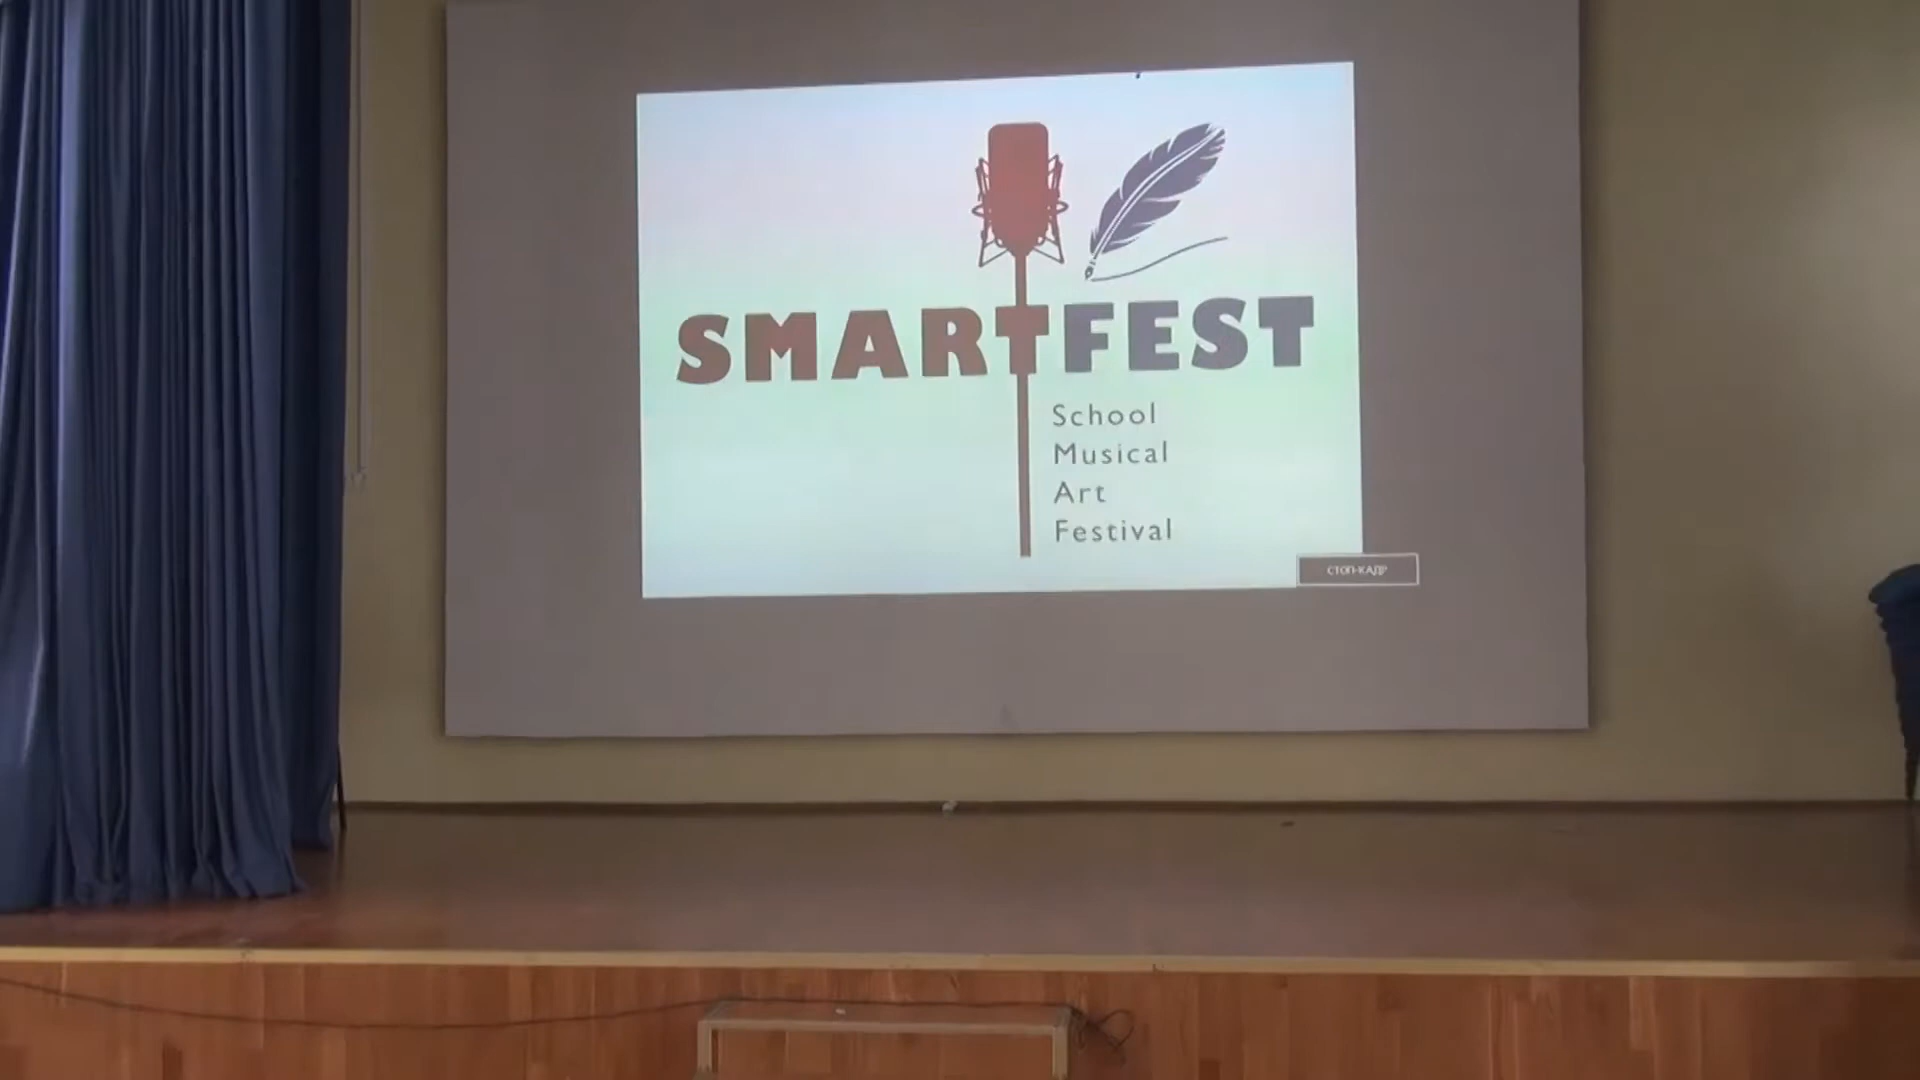 SMARTFEST
School
Musical
Art
Festival
СТОП-КАДР